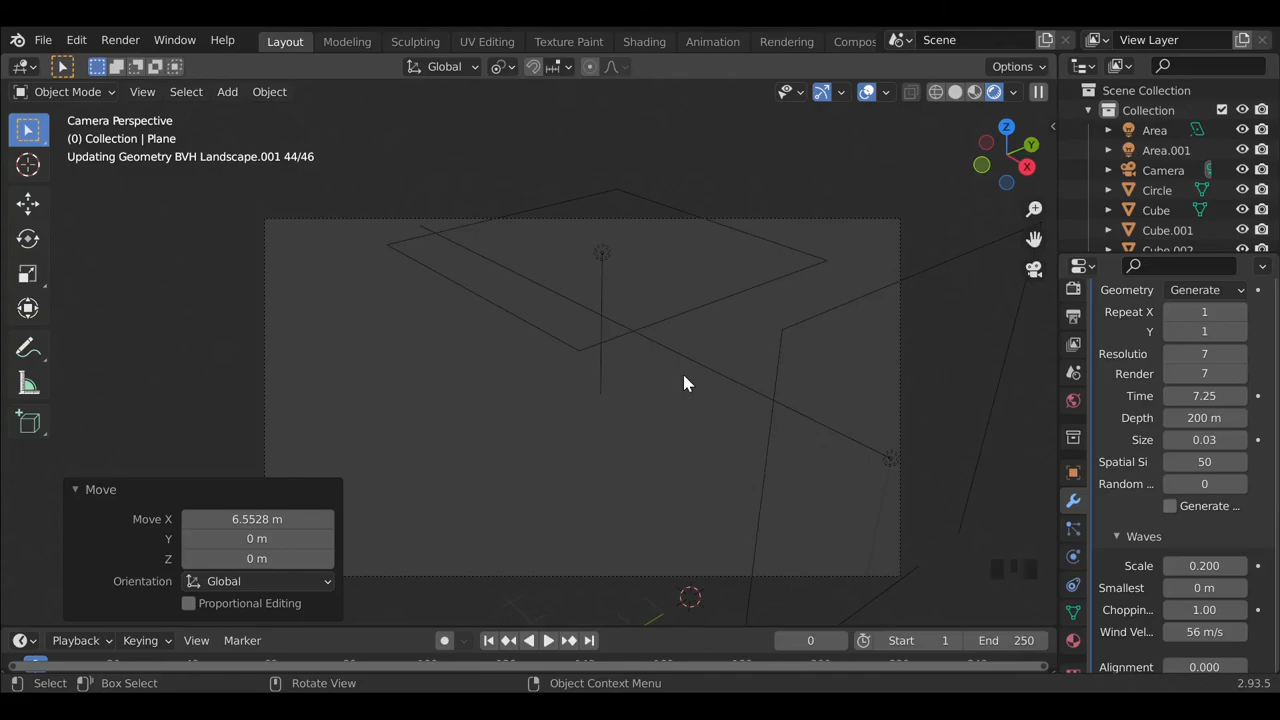 File Edit Render Window Help Layout Modeling Sculpting UV Editing Texture Paint Shading Animation Rendering Compos Scene View Layer
Global Options
Object Mode View Select Add Object
Scene Collection
Collection
Area
Area.001
Camera
Circle
Cube
Cube.001
Cube.002
Camera Perspective
(0) Collection | Plane
Updating Geometry BVH Landscape.001 44/46
Z
Y
X
Move
Move X 6.5528 m
Y 0 m
Z 0 m
Orientation Global
Proportional Editing
Geometry Generate
Repeat X 1
Y 1
Resolutio 7
Render 7
Time 7.25
Depth 200 m
Size 0.03
Spatial Si 50
Random ... 0
Generate ...
Waves
Scale 0.200
Smallest 0 m
Choppin... 1.00
Wind Vel... 56 m/s
Alignment 0.000
Playback Keying View Marker 0 Start 1 End 250
Select Box Select Rotate View Object Context Menu 2.93.5